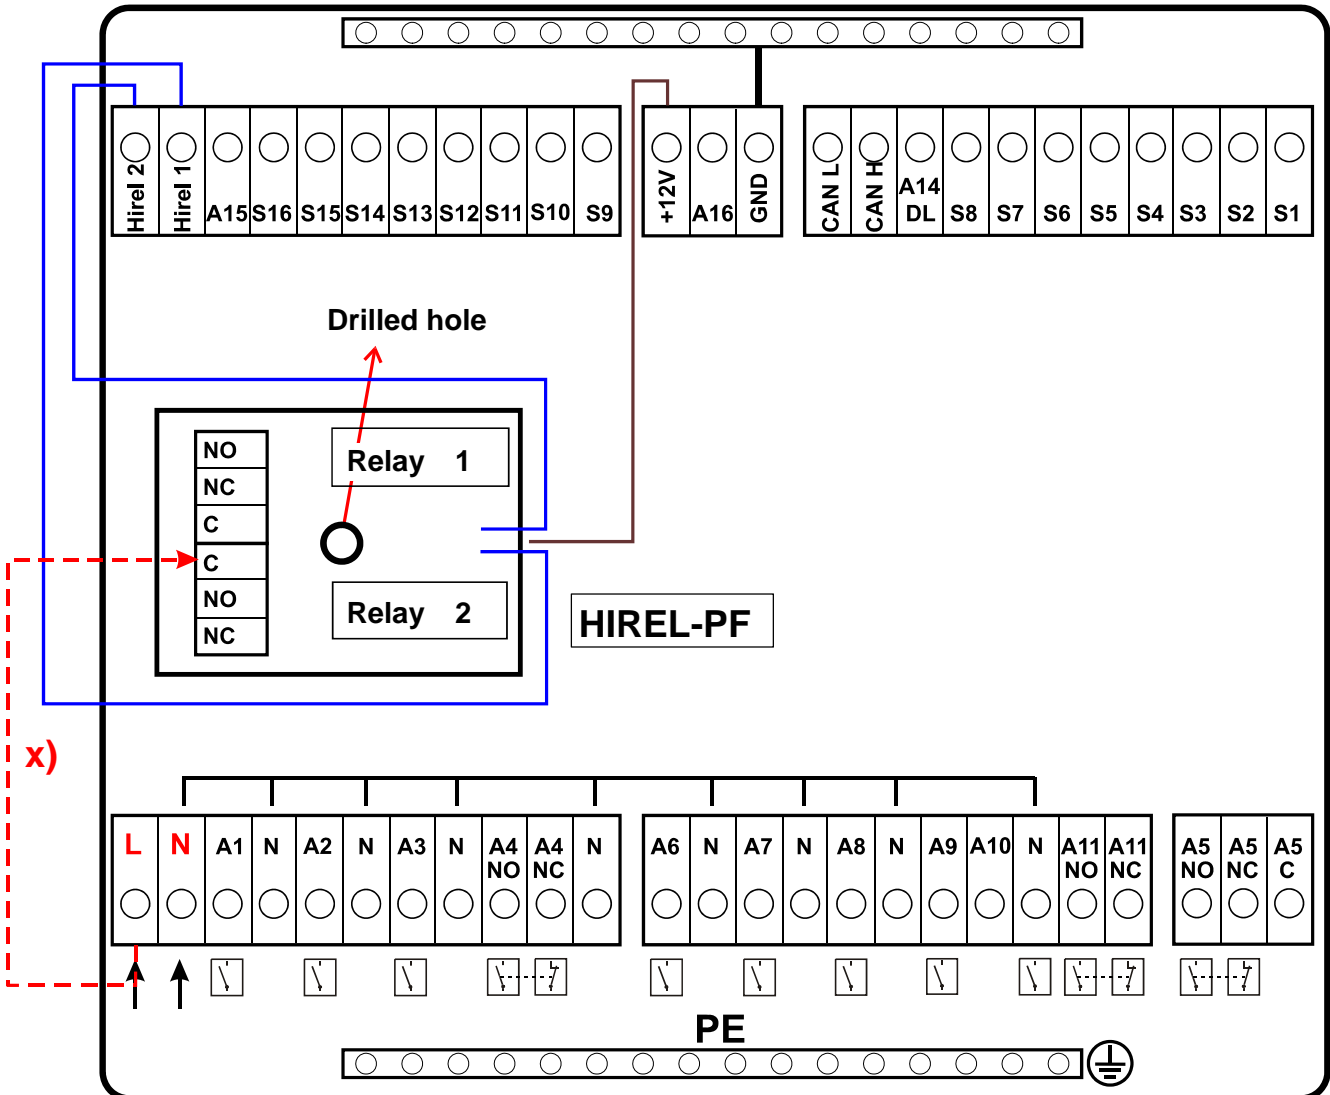 Hirel 2 Hirel 1 A15 S16 S15 S14 S13 S12 S11 S10 S9
+12V A16 GND
CAN L CAN H A14 DL S8 S7 S6 S5 S4 S3 S2 S1
Drilled hole
NO
NC
C
C
NO
NC
Relay 1
Relay 2
HIREL-PF
x)
L N A1 N A2 N A3 N A4 NO A4 NC N
A6 N A7 N A8 N A9 A10 N A11 NO A11 NC
A5 NO A5 NC A5 C
PE